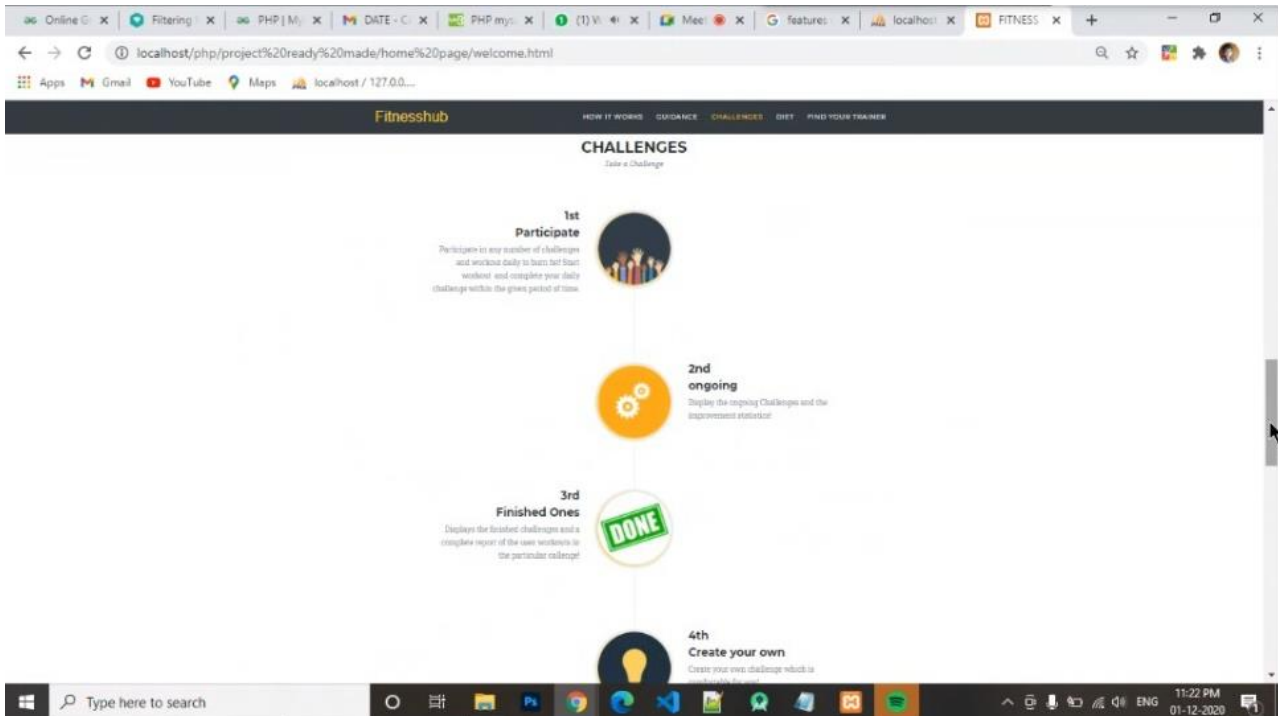 Online G
Filtering
PHP | My
DATE - C
PHP mys
(1) W
Meet
features
localhost
FITNESS
localhost/php/project%20ready%20made/home%20page/welcome.html
Apps
Gmail
YouTube
Maps
localhost / 127.0.0....
Fitnesshub
HOW IT WORKS
GUIDANCE
CHALLENGES
DIET
FIND YOUR TRAINER
CHALLENGES
Take a Challenge
1st
Participate
Participate in any number of challenges
and workout daily to burn fat! Start
workout and complete your daily
challenge within the given period of time.
2nd
ongoing
Display the ongoing Challenges and the
improvement statistics!
3rd
Finished Ones
Displays the finished challenges and a
complete report of the user workouts in
the particular callenge!
DONE
4th
Create your own
Create your own challenge which is
comfortable for you!
Type here to search
Ps
ENG
11:22 PM
01-12-2020